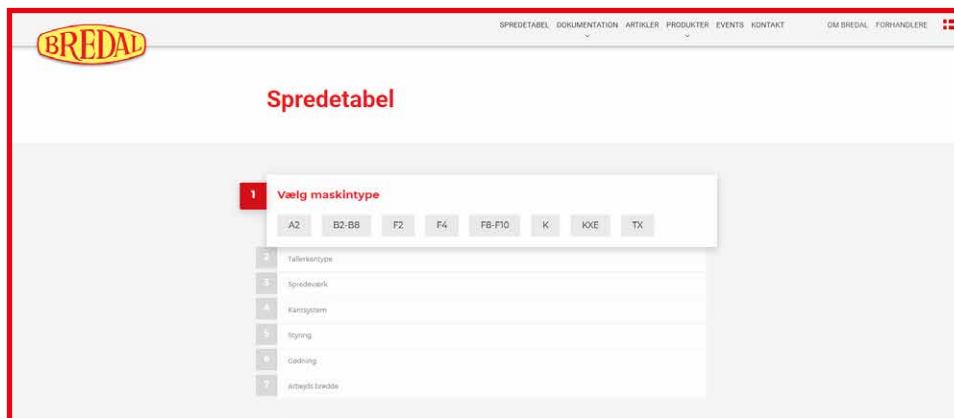 SPREDETABEL DOKUMENTATION ARTIKLER PRODUKTER EVENTS KONTAKT OM BREDAL FORHANDLERE
BREDAL
Spredetabel
1 Vælg maskintype
A2 B2-B8 F2 F4 F8-F10 K KXE TX
2 Tallerkentype
3 Spredeværk
4 Kantsystem
5 Styring
6 Gødning
7 Arbejds bredde